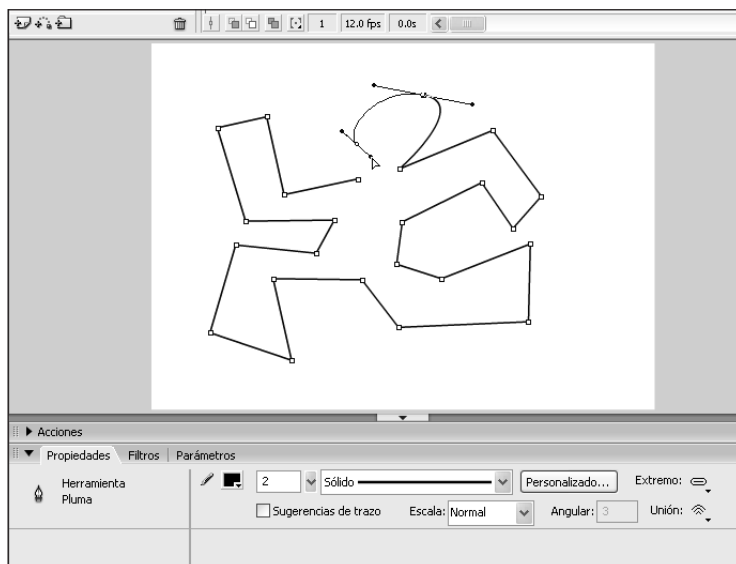 1 12.0 fps 0.0s
Acciones
Propiedades Filtros Parámetros
Herramienta 2 Sólido Personalizado... Extremo:
Pluma
Sugerencias de trazo Escala: Normal Angular: 3 Unión: